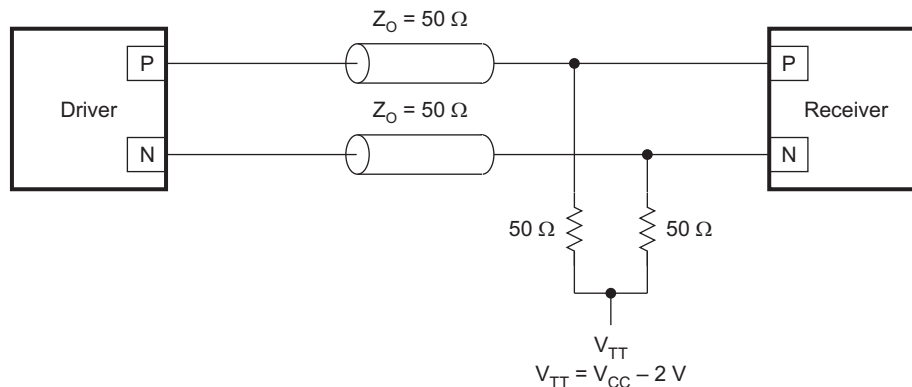 Z_O = 50 Ω
P
P
Driver
Z_O = 50 Ω
Receiver
N
N
50 Ω
50 Ω
V_TT
V_TT = V_CC – 2 V